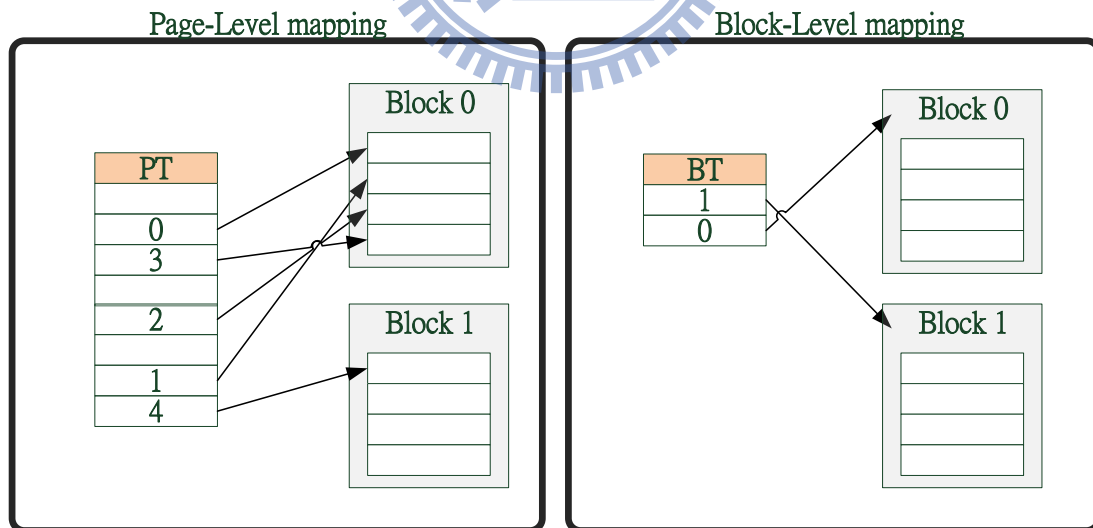 Page-Level mapping
Block 0
PT
0
3
2
1
4
Block 1
Block-Level mapping
Block 0
BT
1
0
Block 1